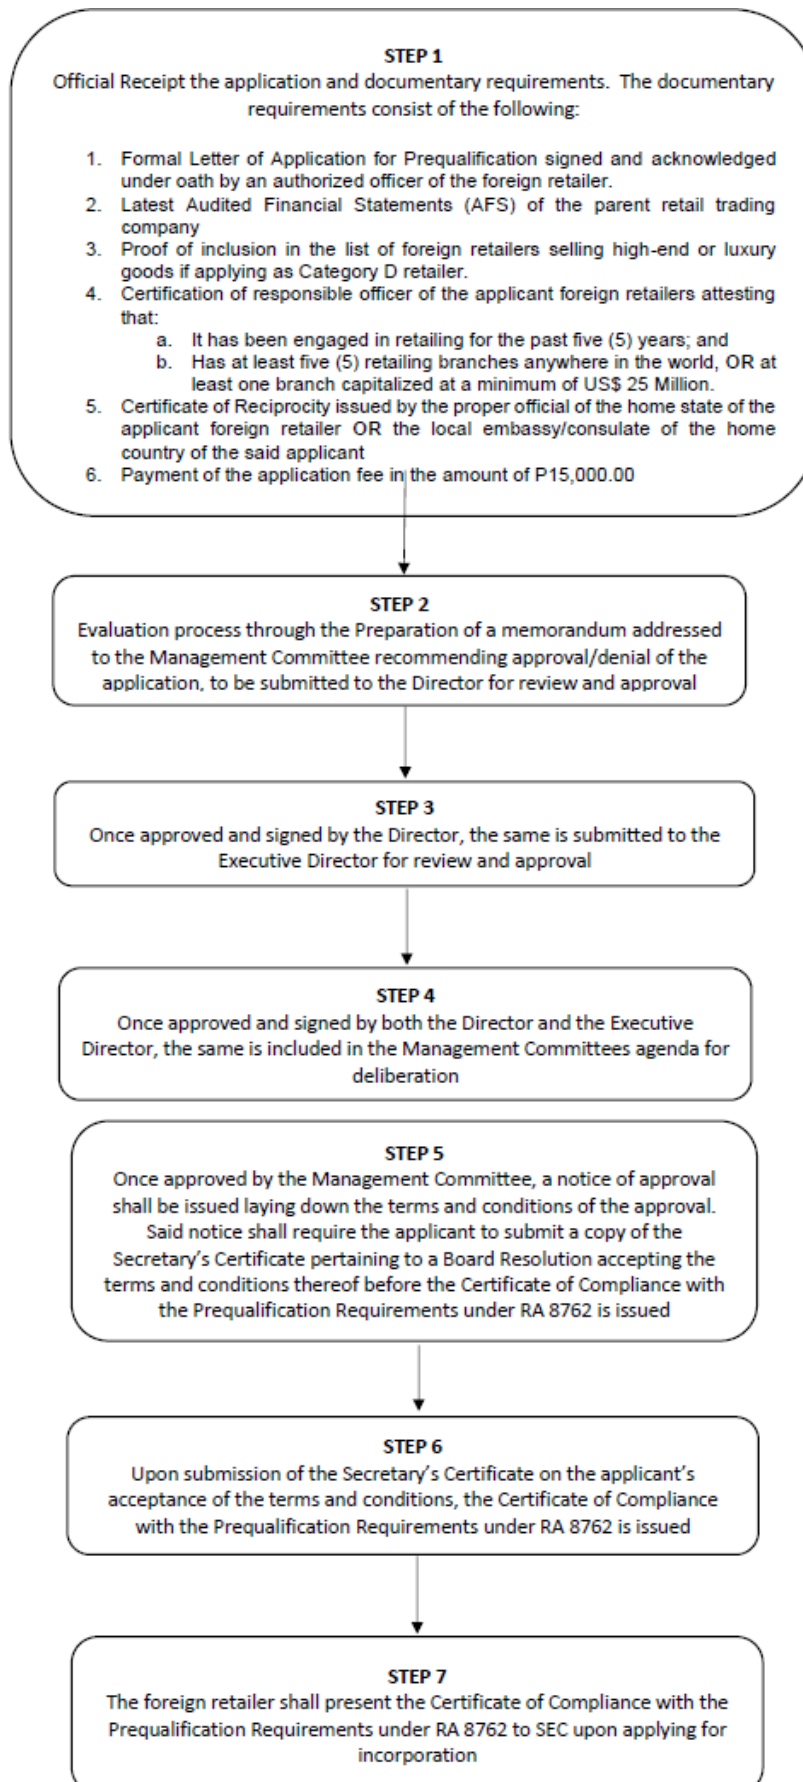 STEP 1
Official Receipt the application and documentary requirements. The documentary
requirements consist of the following:
1. Formal Letter of Application for Prequalification signed and acknowledged
under oath by an authorized officer of the foreign retailer.
2. Latest Audited Financial Statements (AFS) of the parent retail trading
company
3. Proof of inclusion in the list of foreign retailers selling high-end or luxury
goods if applying as Category D retailer.
4. Certification of responsible officer of the applicant foreign retailers attesting
that:
a. It has been engaged in retailing for the past five (5) years; and
b. Has at least five (5) retailing branches anywhere in the world, OR at
least one branch capitalized at a minimum of US$ 25 Million.
5. Certificate of Reciprocity issued by the proper official of the home state of the
applicant foreign retailer OR the local embassy/consulate of the home
country of the said applicant
6. Payment of the application fee in the amount of P15,000.00
STEP 2
Evaluation process through the Preparation of a memorandum addressed
to the Management Committee recommending approval/denial of the
application, to be submitted to the Director for review and approval
STEP 3
Once approved and signed by the Director, the same is submitted to the
Executive Director for review and approval
STEP 4
Once approved and signed by both the Director and the Executive
Director, the same is included in the Management Committees agenda for
deliberation
STEP 5
Once approved by the Management Committee, a notice of approval
shall be issued laying down the terms and conditions of the approval.
Said notice shall require the applicant to submit a copy of the
Secretary's Certificate pertaining to a Board Resolution accepting the
terms and conditions thereof before the Certificate of Compliance with
the Prequalification Requirements under RA 8762 is issued
STEP 6
Upon submission of the Secretary's Certificate on the applicant's
acceptance of the terms and conditions, the Certificate of Compliance
with the Prequalification Requirements under RA 8762 is issued
STEP 7
The foreign retailer shall present the Certificate of Compliance with the
Prequalification Requirements under RA 8762 to SEC upon applying for
incorporation